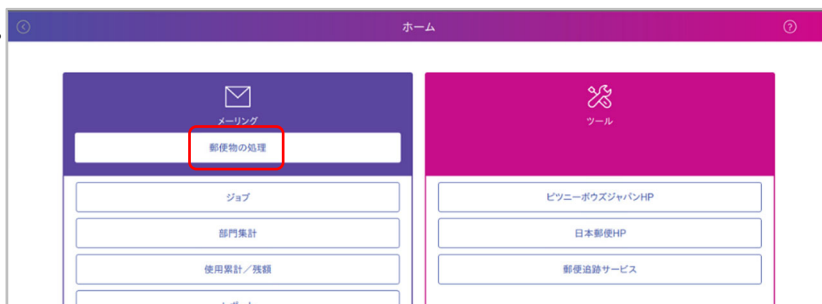 ホーム
メーリング
郵便物の処理
ジョブ
部門集計
使用累計/残額
ツール
ピツニーボウズジャパンHP
日本郵便HP
郵便追跡サービス